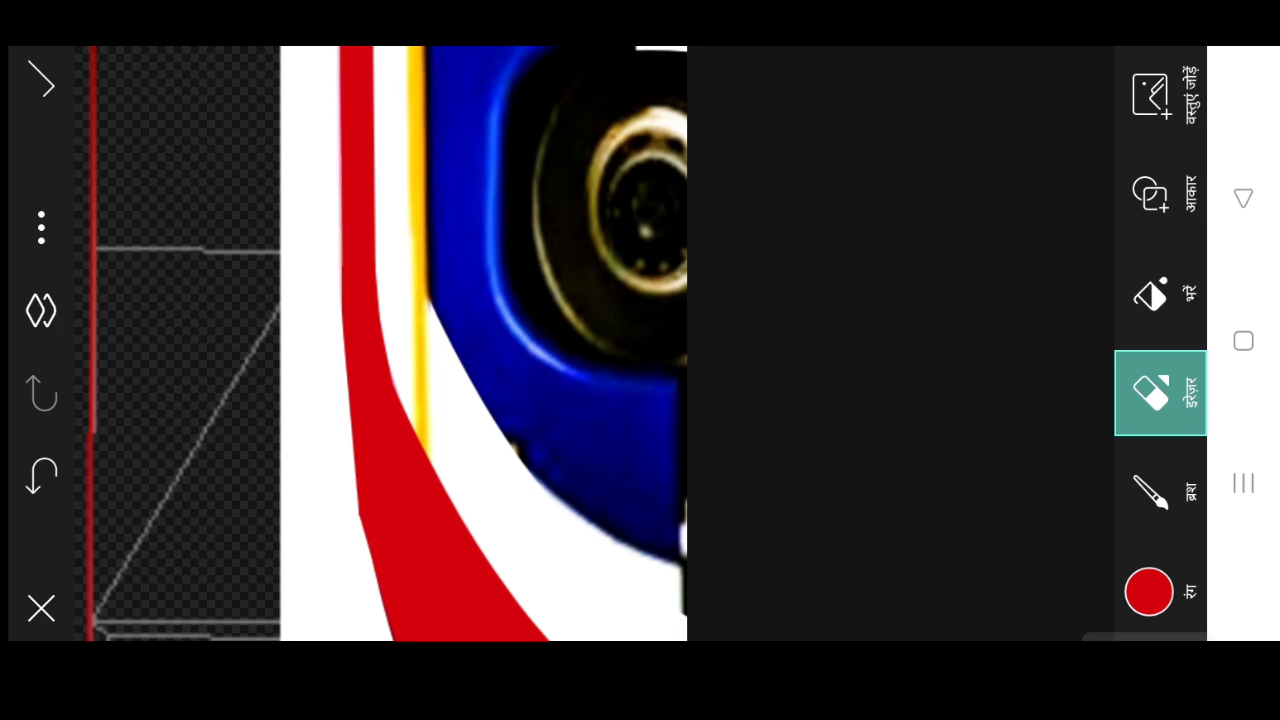 रंग
ब्रश
इरेज़र
भरें
आकार
वस्तुएं जोड़ें